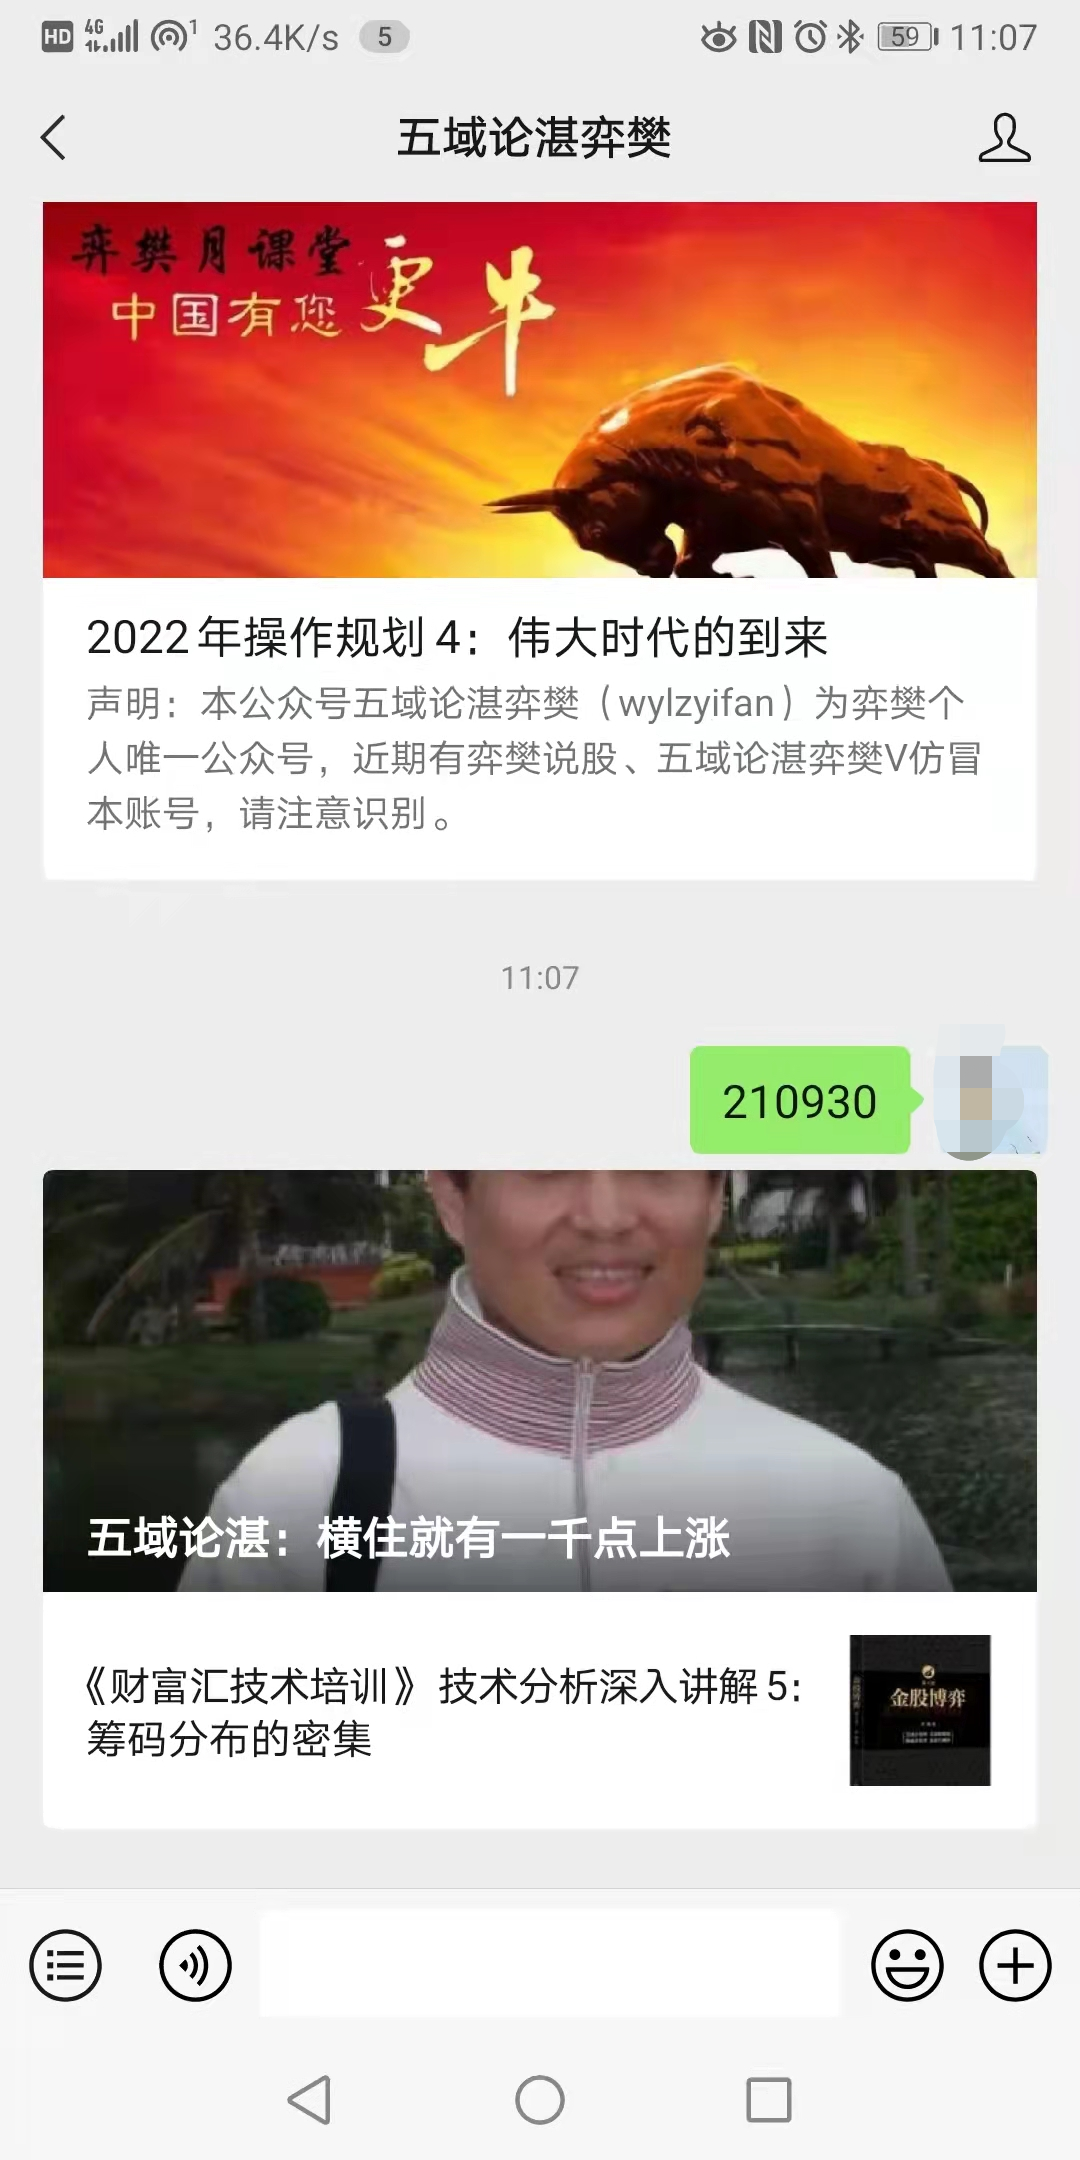 HD 4G 1 36.4K/s 5 59 11:07
五域论湛弈樊
弈樊月课堂
中国有您更牛
2022年操作规划4：伟大时代的到来
声明：本公众号五域论湛弈樊（wylzyifan）为弈樊个
人唯一公众号，近期有弈樊说股、五域论湛弈樊V仿冒
本账号，请注意识别。
11:07
210930
五域论湛：横住就有一千点上涨
《财富汇技术培训》技术分析深入讲解5：
筹码分布的密集
金股博弈